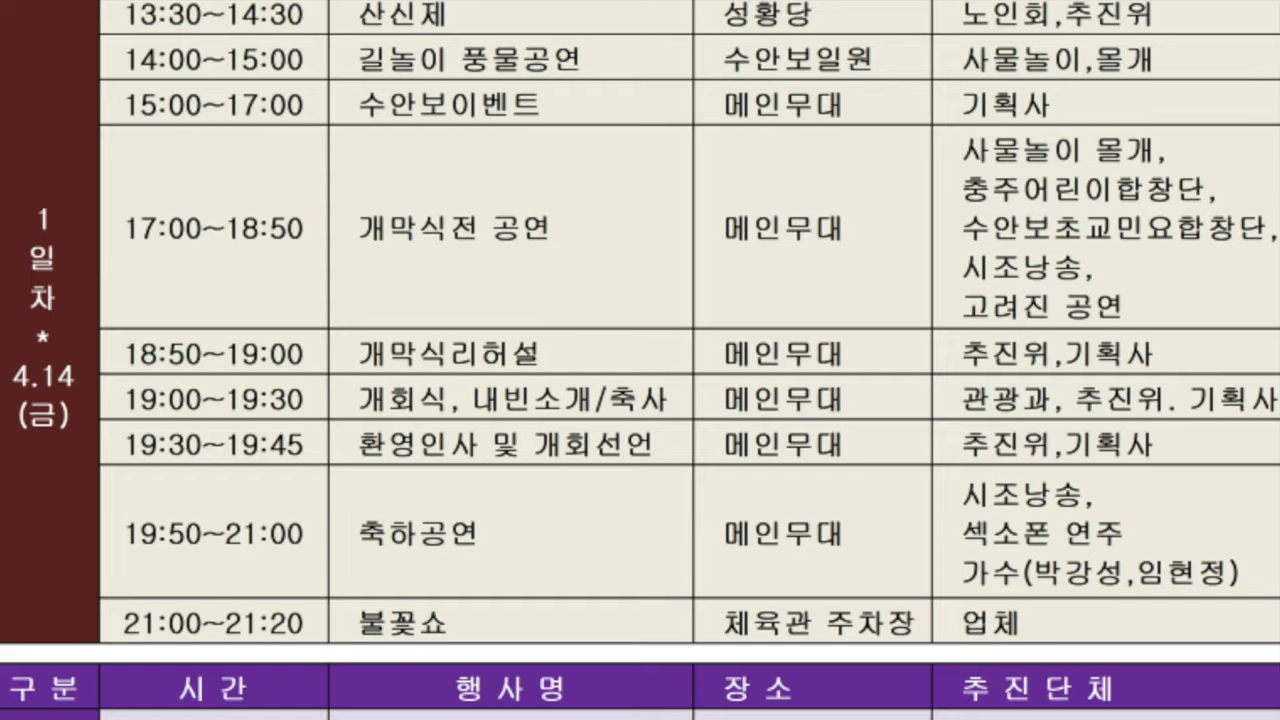 13:30~14:30 산신제 성황당 노인회,추진위
14:00~15:00 길놀이 풍물공연 수안보일원 사물놀이,몰개
15:00~17:00 수안보이벤트 메인무대 기획사
1
일
차
*
4.14
(금)
17:00~18:50 개막식전 공연 메인무대 사물놀이 몰개,
충주어린이합창단,
수안보초교민요합창단,
시조낭송,
고려진 공연
18:50~19:00 개막식리허설 메인무대 추진위,기획사
19:00~19:30 개회식, 내빈소개/축사 메인무대 관광과, 추진위. 기획사
19:30~19:45 환영인사 및 개회선언 메인무대 추진위,기획사
19:50~21:00 축하공연 메인무대 시조낭송,
섹소폰 연주
가수(박강성,임현정)
21:00~21:20 불꽃쇼 체육관 주차장 업체
구 분 시 간 행 사 명 장 소 추 진 단 체